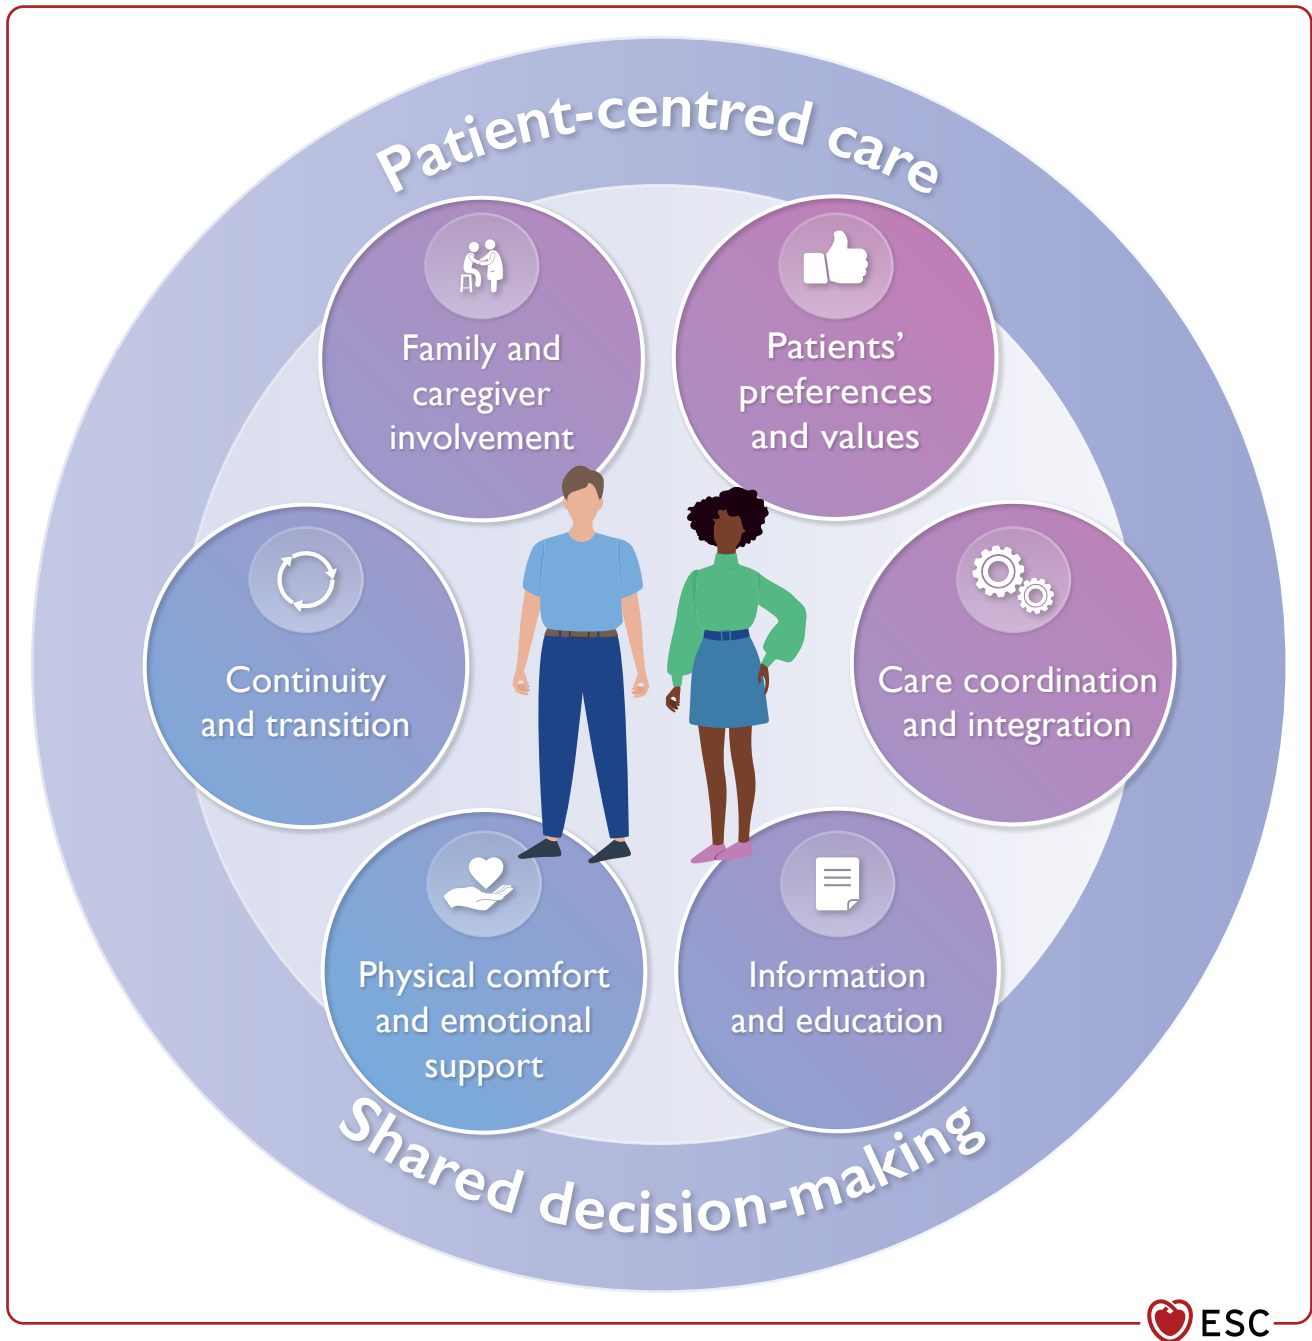 Patient-centred care
Family and
caregiver
involvement
Patients’
preferences
and values
Continuity
and transition
Care coordination
and integration
Physical comfort
and emotional
support
Information
and education
Shared decision-making
ESC